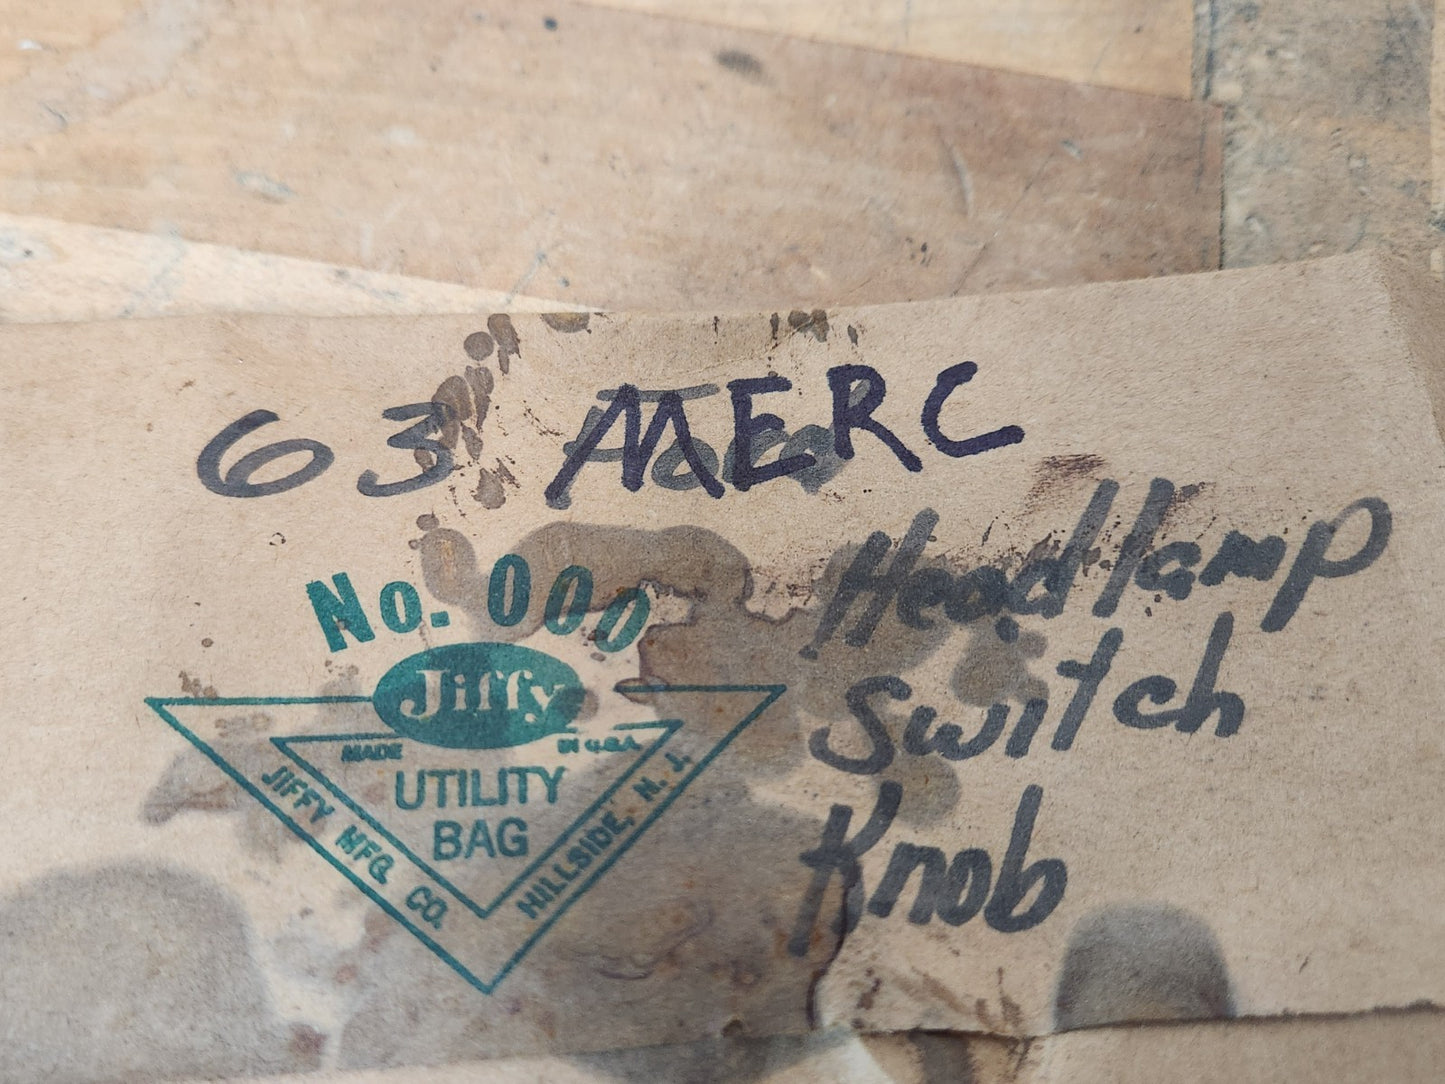 63 MERC
Headlamp
Switch
Knob
No. 000
Jiffy
MADE IN U.S.A.
UTILITY
BAG
JIFFY MFG. CO.
HILLSIDE, N. J.